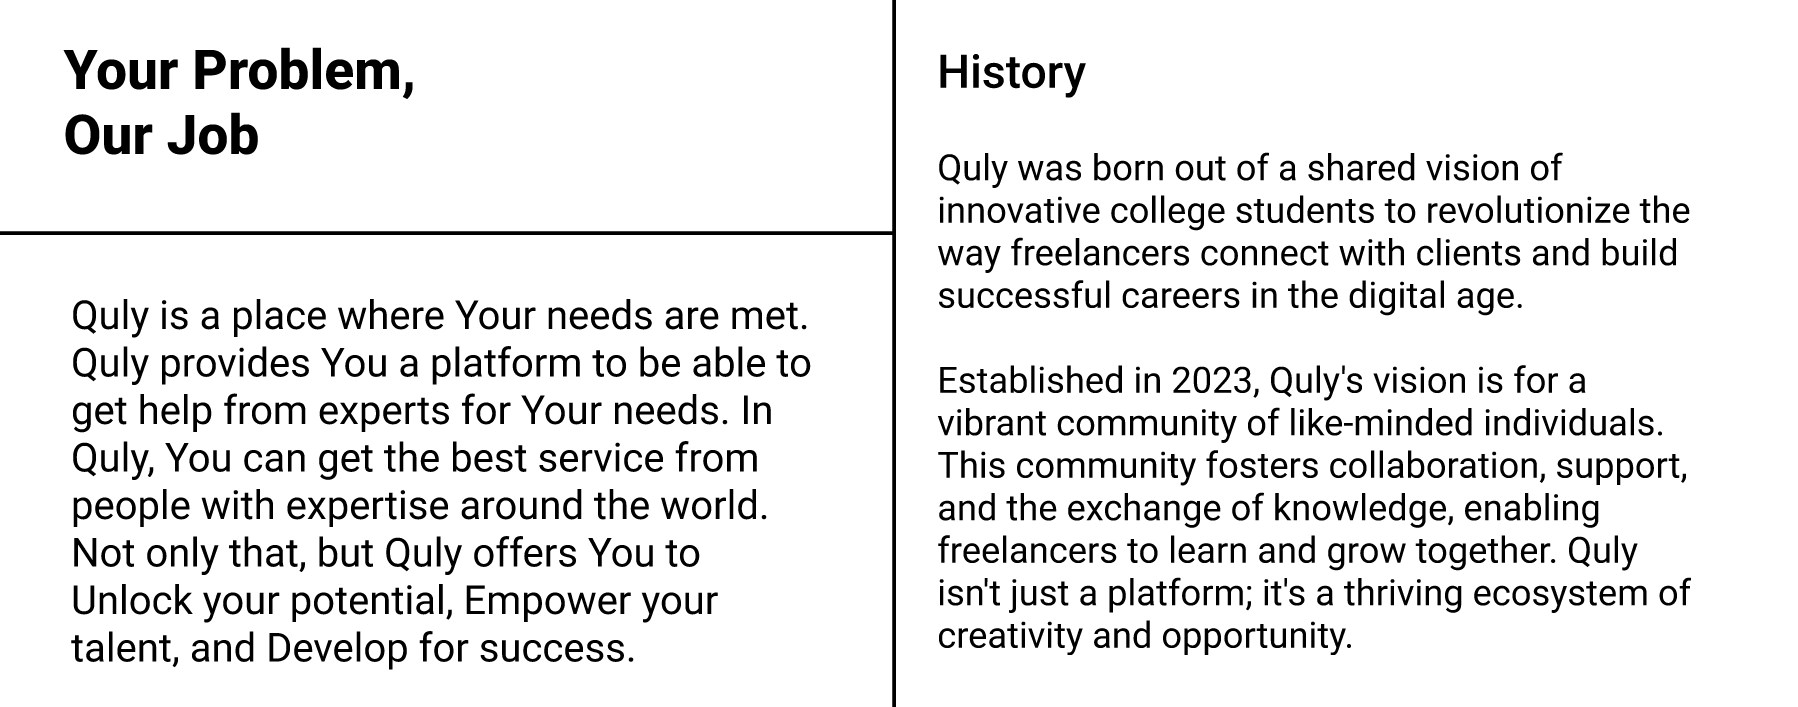 Your Problem,
Our Job
Quly is a place where Your needs are met.
Quly provides You a platform to be able to
get help from experts for Your needs. In
Quly, You can get the best service from
people with expertise around the world.
Not only that, but Quly offers You to
Unlock your potential, Empower your
talent, and Develop for success.
History
Quly was born out of a shared vision of
innovative college students to revolutionize the
way freelancers connect with clients and build
successful careers in the digital age.
Established in 2023, Quly's vision is for a
vibrant community of like-minded individuals.
This community fosters collaboration, support,
and the exchange of knowledge, enabling
freelancers to learn and grow together. Quly
isn't just a platform; it's a thriving ecosystem of
creativity and opportunity.